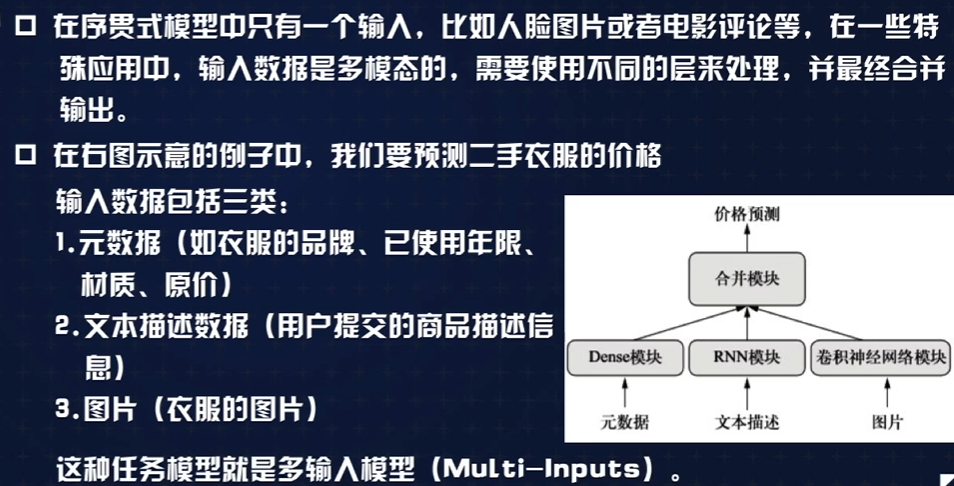 在序贯式模型中只有一个输入，比如人脸图片或者电影评论等，在一些特
殊应用中，输入数据是多模态的，需要使用不同的层来处理，并最终合并
输出。
在右图示意的例子中，我们要预测二手衣服的价格
输入数据包括三类：
1.元数据（如衣服的品牌、已使用年限、
材质、原价）
2.文本描述数据（用户提交的商品描述信
息）
3.图片（衣服的图片）
这种任务模型就是多输入模型（Multi-Inputs）。
价格预测
合并模块
Dense模块 RNN模块 卷积神经网络模块
元数据 文本描述 图片